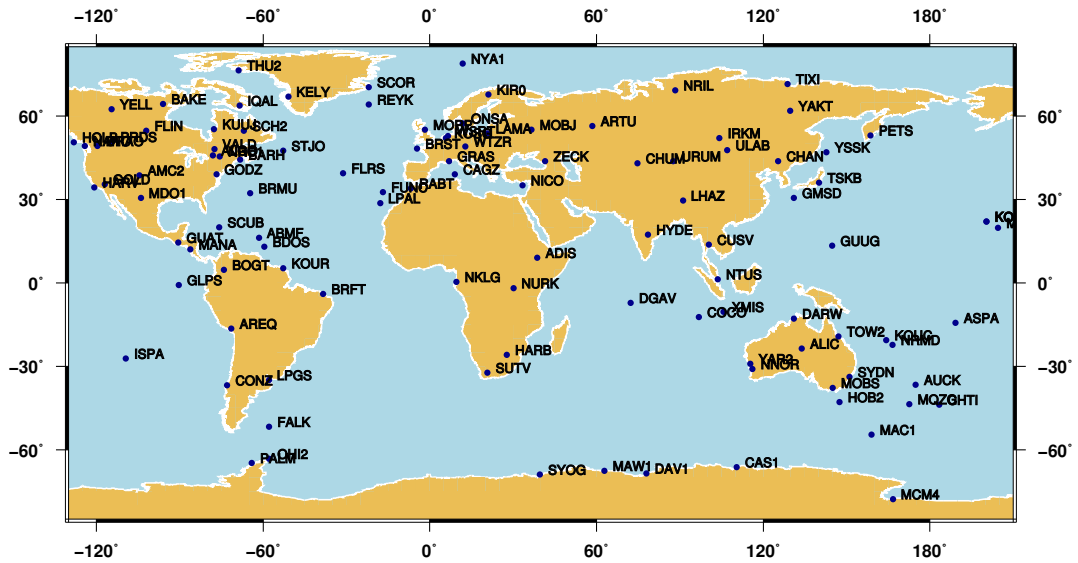 −120˚ −60˚ 0˚ 60˚ 120˚ 180˚
NYA1
THU2
SCOR
TIXI
KELY
KIR0
NRIL
YELL
BAKE
IQAL
REYK
YAKT
60˚
60˚
FLIN
KUUJ
SCH2
ONSA
MOBJ
ARTU
IRKM
PETS
LAMA
STJO
BRST
WTZR
ULAB
YSSK
BARH
GRAS
ZECK
CHUM
URUM
CHAN
AMC2
GODZ
FLRS
CAGZ
NICO
TSKB
MDO1
BRMU
FUNC
RABT
GMSD
30˚
LPAL
LHAZ
30˚
SCUB
ABMF
HYDE
GUAT
MANA
BDOS
CUSV
GUUG
BOGT
KOUR
ADIS
NTUS
0˚
GLPS
BRFT
NKLG
NURK
0˚
DGAV
COCO
XMIS
DARW
ASPA
AREQ
TOW2
KOUC
NRMD
ISPA
HARB
ALIC
−30˚
SUTV
YAR2
NNOR
−30˚
CONZ
LPGS
SYDN
MOBS
AUCK
HOB2
CHTI
FALK
MAC1
−60˚
OHI2
PALM
−60˚
SYOG
MAW1
DAV1
CAS1
MCM4
−120˚ −60˚ 0˚ 60˚ 120˚ 180˚